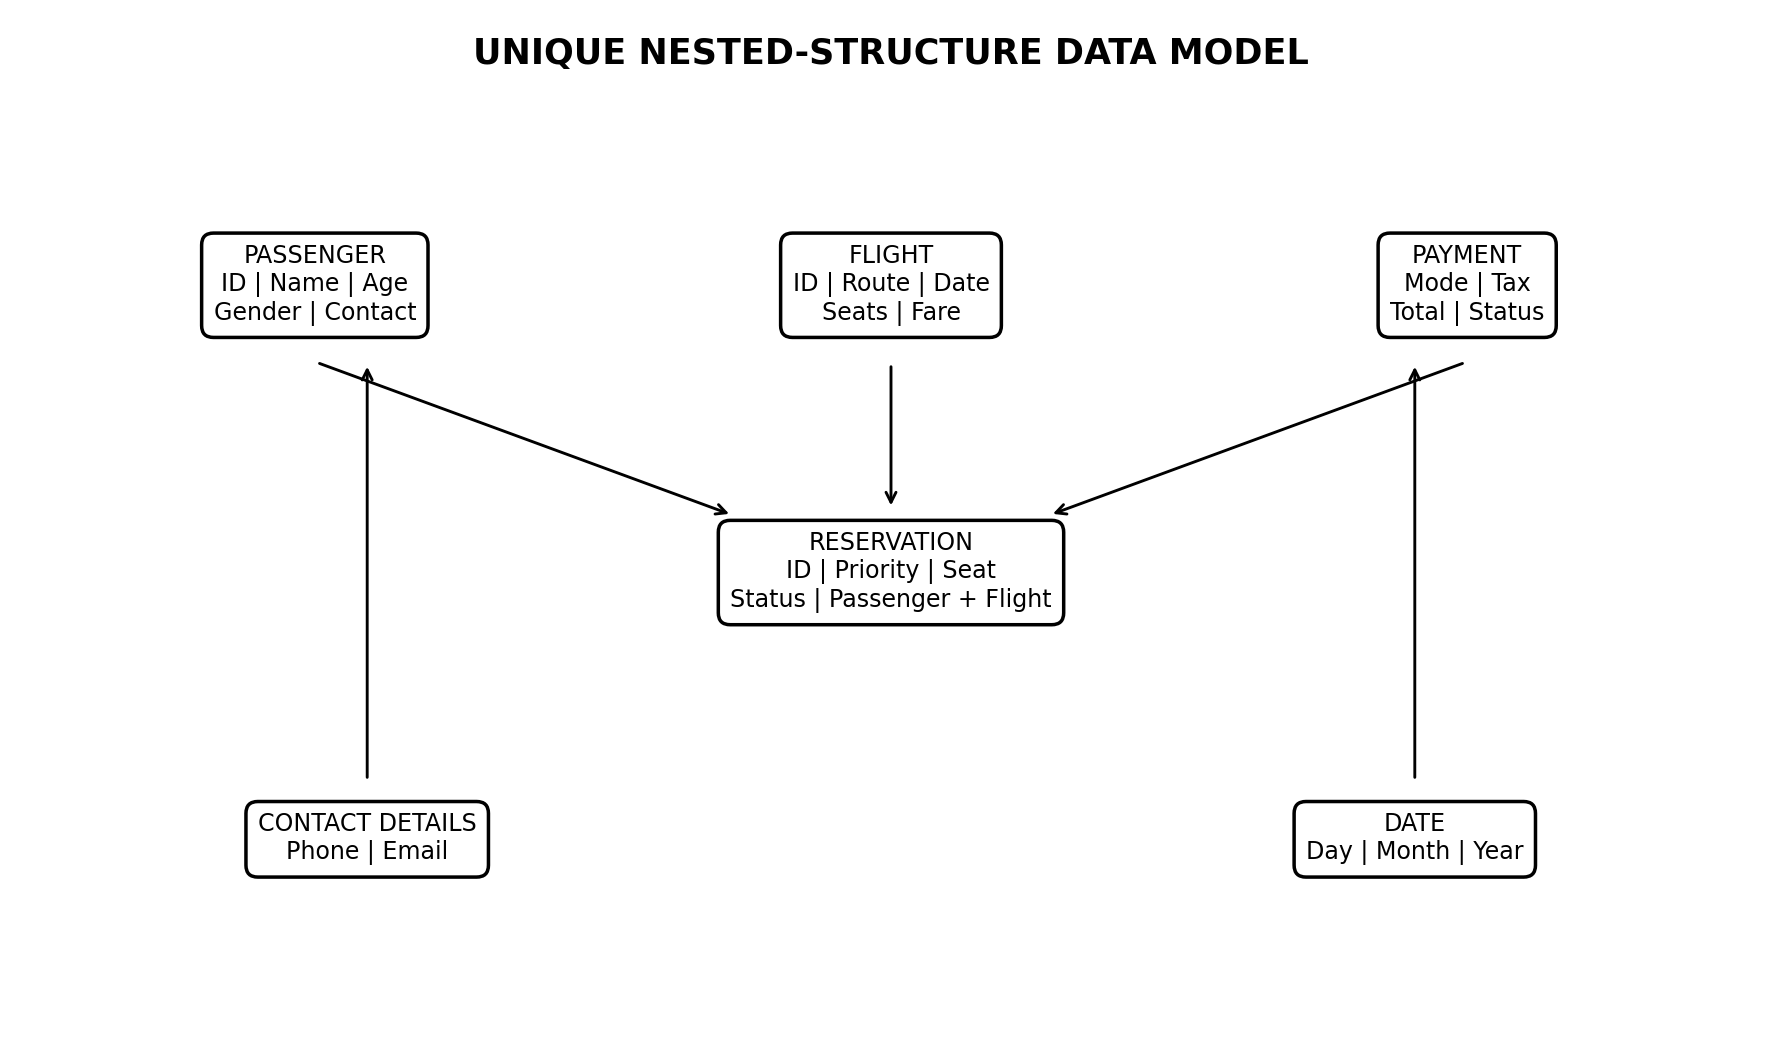 UNIQUE NESTED-STRUCTURE DATA MODEL
PASSENGER
ID | Name | Age
Gender | Contact
FLIGHT
ID | Route | Date
Seats | Fare
PAYMENT
Mode | Tax
Total | Status
RESERVATION
ID | Priority | Seat
Status | Passenger + Flight
CONTACT DETAILS
Phone | Email
DATE
Day | Month | Year